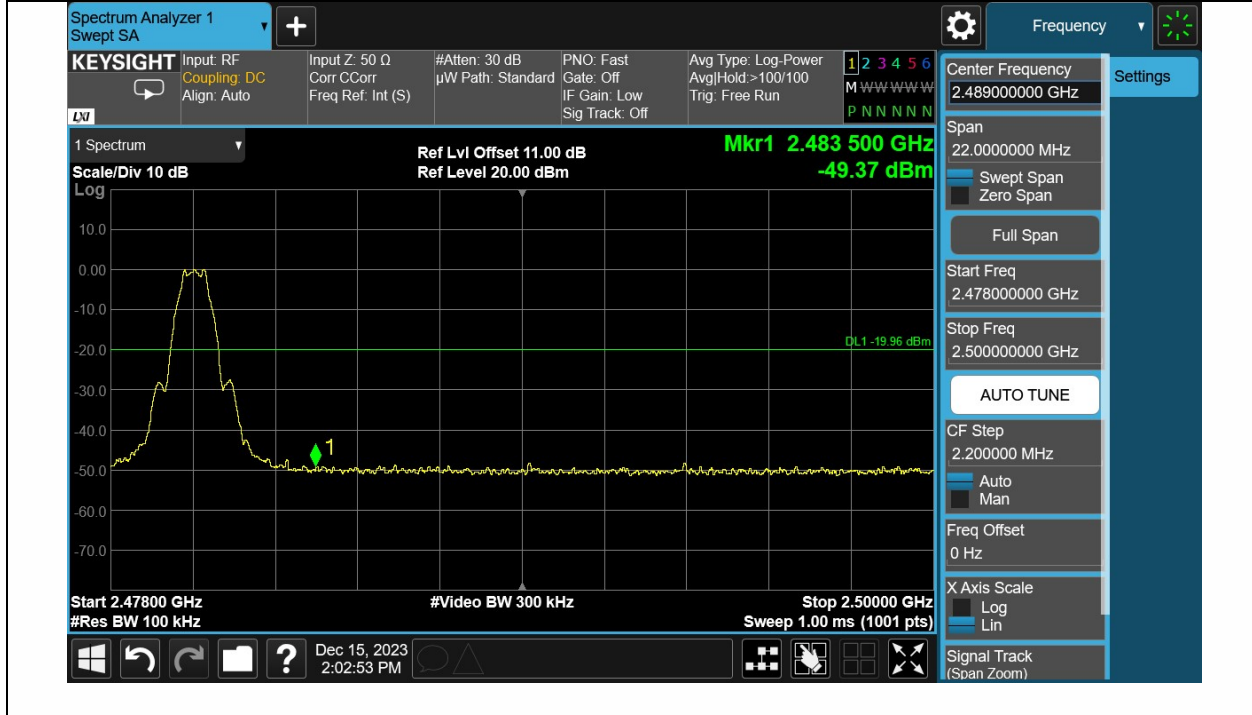 Spectrum Analyzer 1
Swept SA
+
Frequency
KEYSIGHT
LXI
Input: RF
Coupling: DC
Align: Auto
Input Z: 50 Ω
Corr CCorr
Freq Ref: Int (S)
#Atten: 30 dB
µW Path: Standard
PNO: Fast
Gate: Off
IF Gain: Low
Sig Track: Off
Avg Type: Log-Power
Avg|Hold:>100/100
Trig: Free Run
1 2 3 4 5 6
M W W W W W
P N N N N N
1 Spectrum
Scale/Div 10 dB
Ref Lvl Offset 11.00 dB
Ref Level 20.00 dBm
Mkr1 2.483 500 GHz
-49.37 dBm
Log
10.0
0.00
-10.0
-20.0
-30.0
-40.0
-50.0
-60.0
-70.0
DL1 -19.96 dBm
1
Start 2.47800 GHz
#Res BW 100 kHz
#Video BW 300 kHz
Stop 2.50000 GHz
Sweep 1.00 ms (1001 pts)
?
Dec 15, 2023
2:02:53 PM
Center Frequency
2.489000000 GHz
Settings
Span
22.0000000 MHz
Swept Span
Zero Span
Full Span
Start Freq
2.478000000 GHz
Stop Freq
2.500000000 GHz
AUTO TUNE
CF Step
2.200000 MHz
Auto
Man
Freq Offset
0 Hz
X Axis Scale
Log
Lin
Signal Track
(Span Zoom)